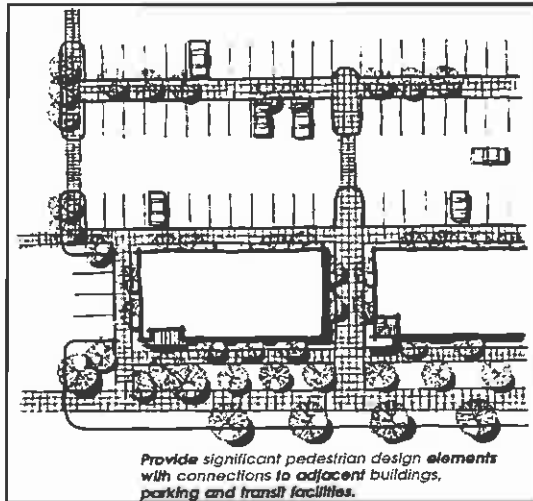 Provide significant pedestrian design elements
with connections to adjacent buildings,
parking and transit facilities.